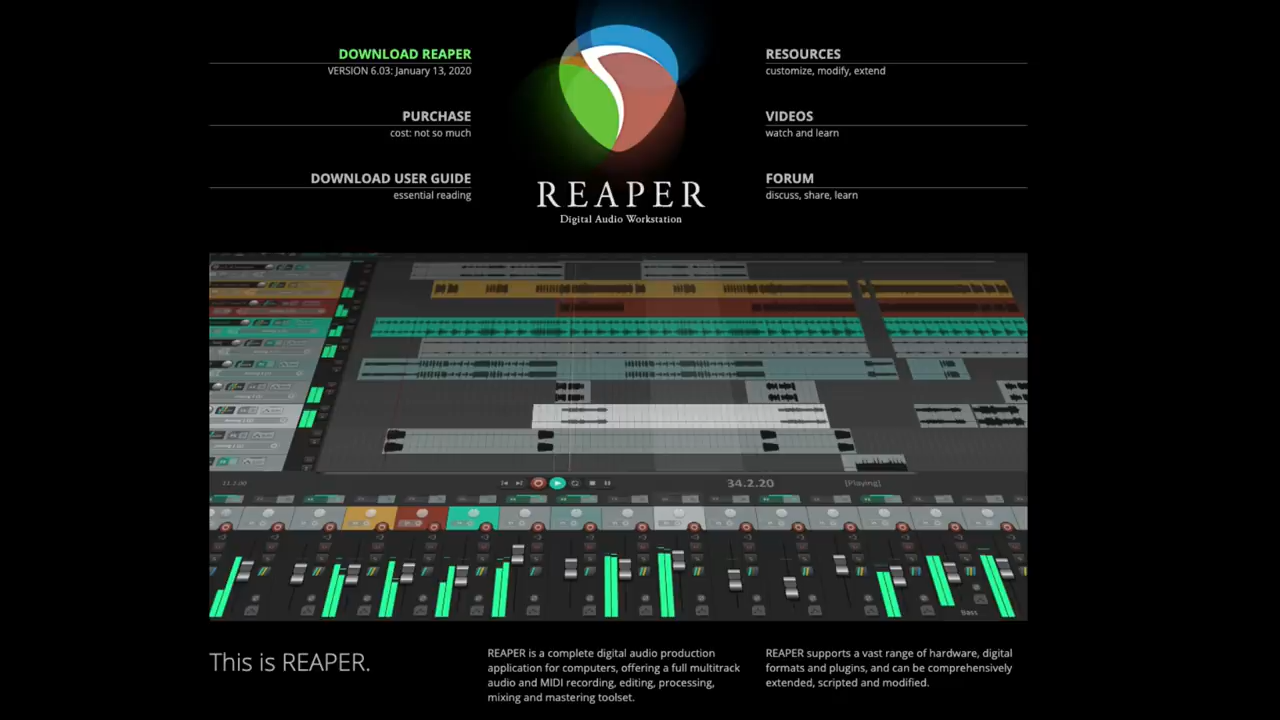 DOWNLOAD REAPER
VERSION 6.03: January 13, 2020
PURCHASE
cost: not so much
DOWNLOAD USER GUIDE
essential reading
REAPER
Digital Audio Workstation
RESOURCES
customize, modify, extend
VIDEOS
watch and learn
FORUM
discuss, share, learn
34.2.20
[Playing]
Bass
This is REAPER.
REAPER is a complete digital audio production
application for computers, offering a full multitrack
audio and MIDI recording, editing, processing,
mixing and mastering toolset.
REAPER supports a vast range of hardware, digital
formats and plugins, and can be comprehensively
extended, scripted and modified.